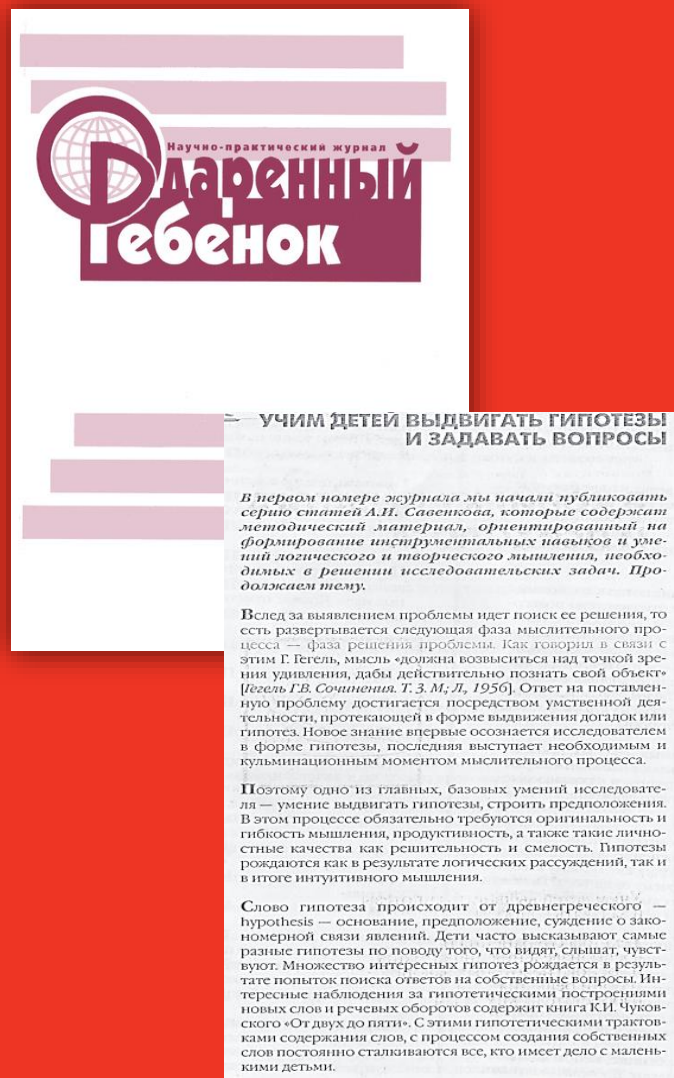 Научно-практический журнал
Одаренный
Ребенок
УЧИМ ДЕТЕЙ ВЫДВИГАТЬ ГИПОТЕЗЫ
И ЗАДАВАТЬ ВОПРОСЫ
В первом номере журнала мы начали публиковать
серию статей А.И. Савенкова, которые содержат
методический материал, ориентированный на
формирование инструментальных навыков и уме-
ний логического и творческого мышления, необхо-
димых в решении исследовательских задач. Про-
должаем тему.
Вслед за выявлением проблемы идет поиск ее решения, то
есть развертывается следующая фаза мыслительного про-
цесса — фаза решения проблемы. Как говорил в связи с
этим Г. Гегель, мысль «должна возвыситься над точкой зре-
ния удивления, дабы действительно познать свой объект»
[Гегель Г.В. Сочинения. Т. 3. М.; Л., 1956]. Ответ на поставлен-
ную проблему достигается посредством умственной дея-
тельности, протекающей в форме выдвижения догадок или
гипотез. Новое знание впервые осознается исследователем
в форме гипотезы, последняя выступает необходимым и
кульминационным моментом мыслительного процесса.
Поэтому одно из главных, базовых умений исследовате-
ля — умение выдвигать гипотезы, строить предположения.
В этом процессе обязательно требуются оригинальность и
гибкость мышления, продуктивность, а также такие лично-
стные качества как решительность и смелость. Гипотезы
рождаются как в результате логических рассуждений, так и
в итоге интуитивного мышления.
Слово гипотеза происходит от древнегреческого —
hypothesis — основание, предположение, суждение о зако-
номерной связи явлений. Дети часто высказывают самые
разные гипотезы по поводу того, что видят, слышат, чувст-
вуют. Множество интересных гипотез рождается в резуль-
тате попыток поиска ответов на собственные вопросы. Ин-
тересные наблюдения за гипотетическими построениями
новых слов и речевых оборотов содержит книга К.И. Чуков-
ского «От двух до пяти». С этими гипотетическими трактов-
ками содержания слов, с процессом создания собственных
слов постоянно сталкиваются все, кто имеет дело с малень-
кими детьми.